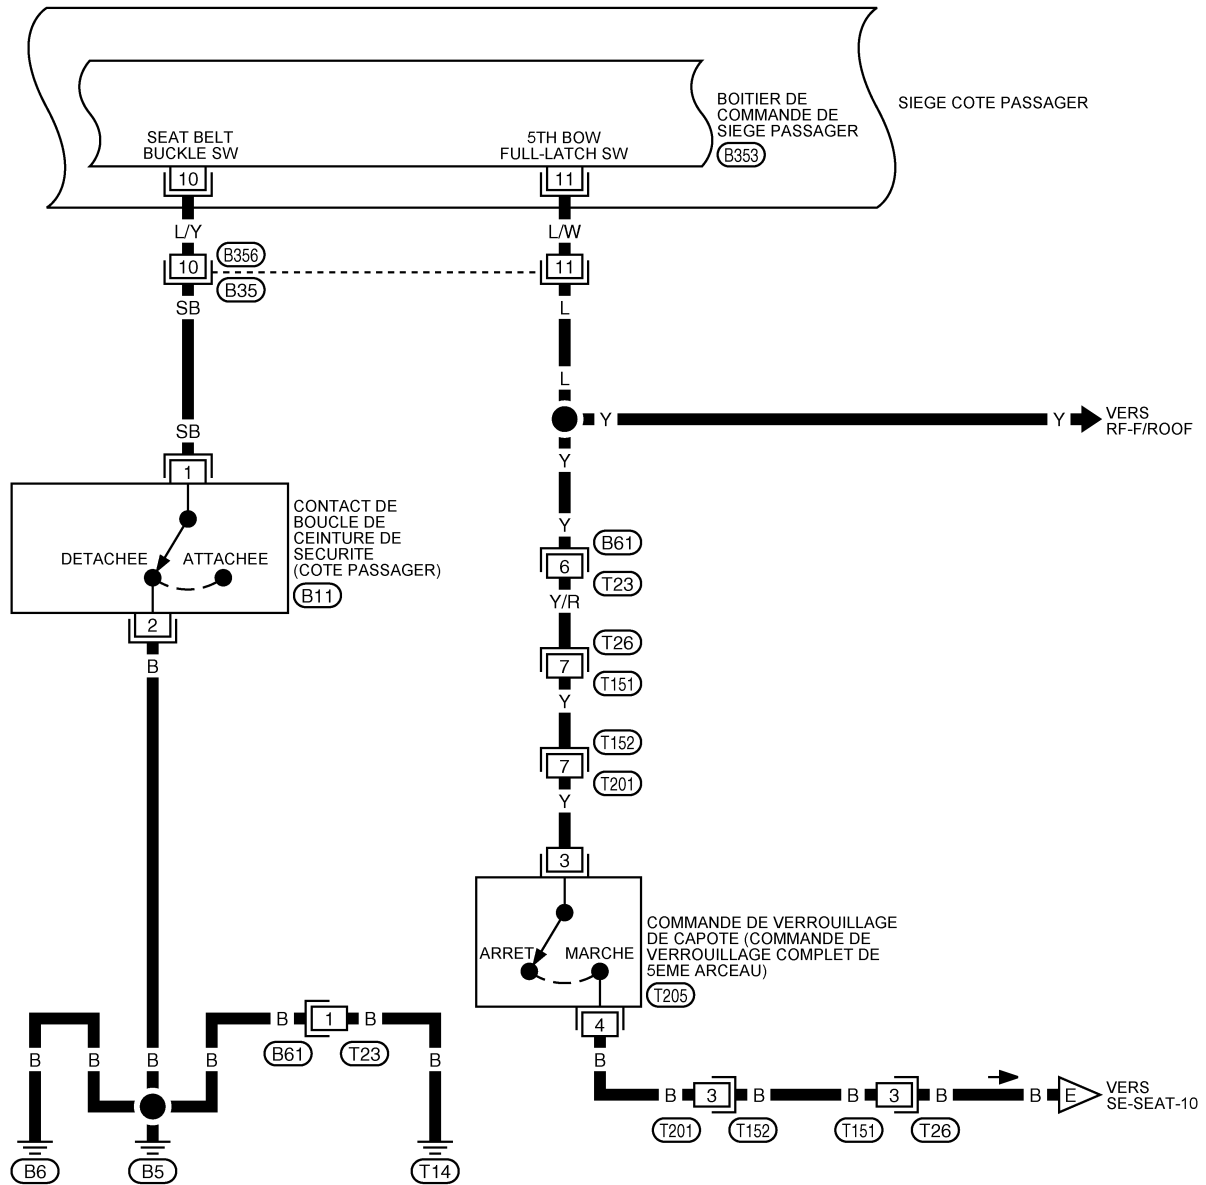 SIEGE COTE PASSAGER
BOITIER DE
COMMANDE DE
SIEGE PASSAGER
B353
SEAT BELT
BUCKLE SW
5TH BOW
FULL-LATCH SW
10
11
L/Y
L/W
10
B356
B35
11
SB
L
SB
L
Y
Y
VERS
RF-F/ROOF
Y
Y
1
CONTACT DE
BOUCLE DE
CEINTURE DE
SECURITE
(COTE PASSAGER)
B11
DETACHEE
ATTACHEE
2
B
B61
6
T23
Y/R
T26
7
T151
Y
T152
7
T201
Y
3
COMMANDE DE VERROUILLAGE
DE CAPOTE (COMMANDE DE
VERROUILLAGE COMPLET DE
5EME ARCEAU)
T205
ARRET
MARCHE
4
B
B
1
B
B61
T23
B
B
B
B
B
B
3
B
B
3
B
B
E
VERS
SE-SEAT-10
T201
T152
T151
T26
B6
B5
T14